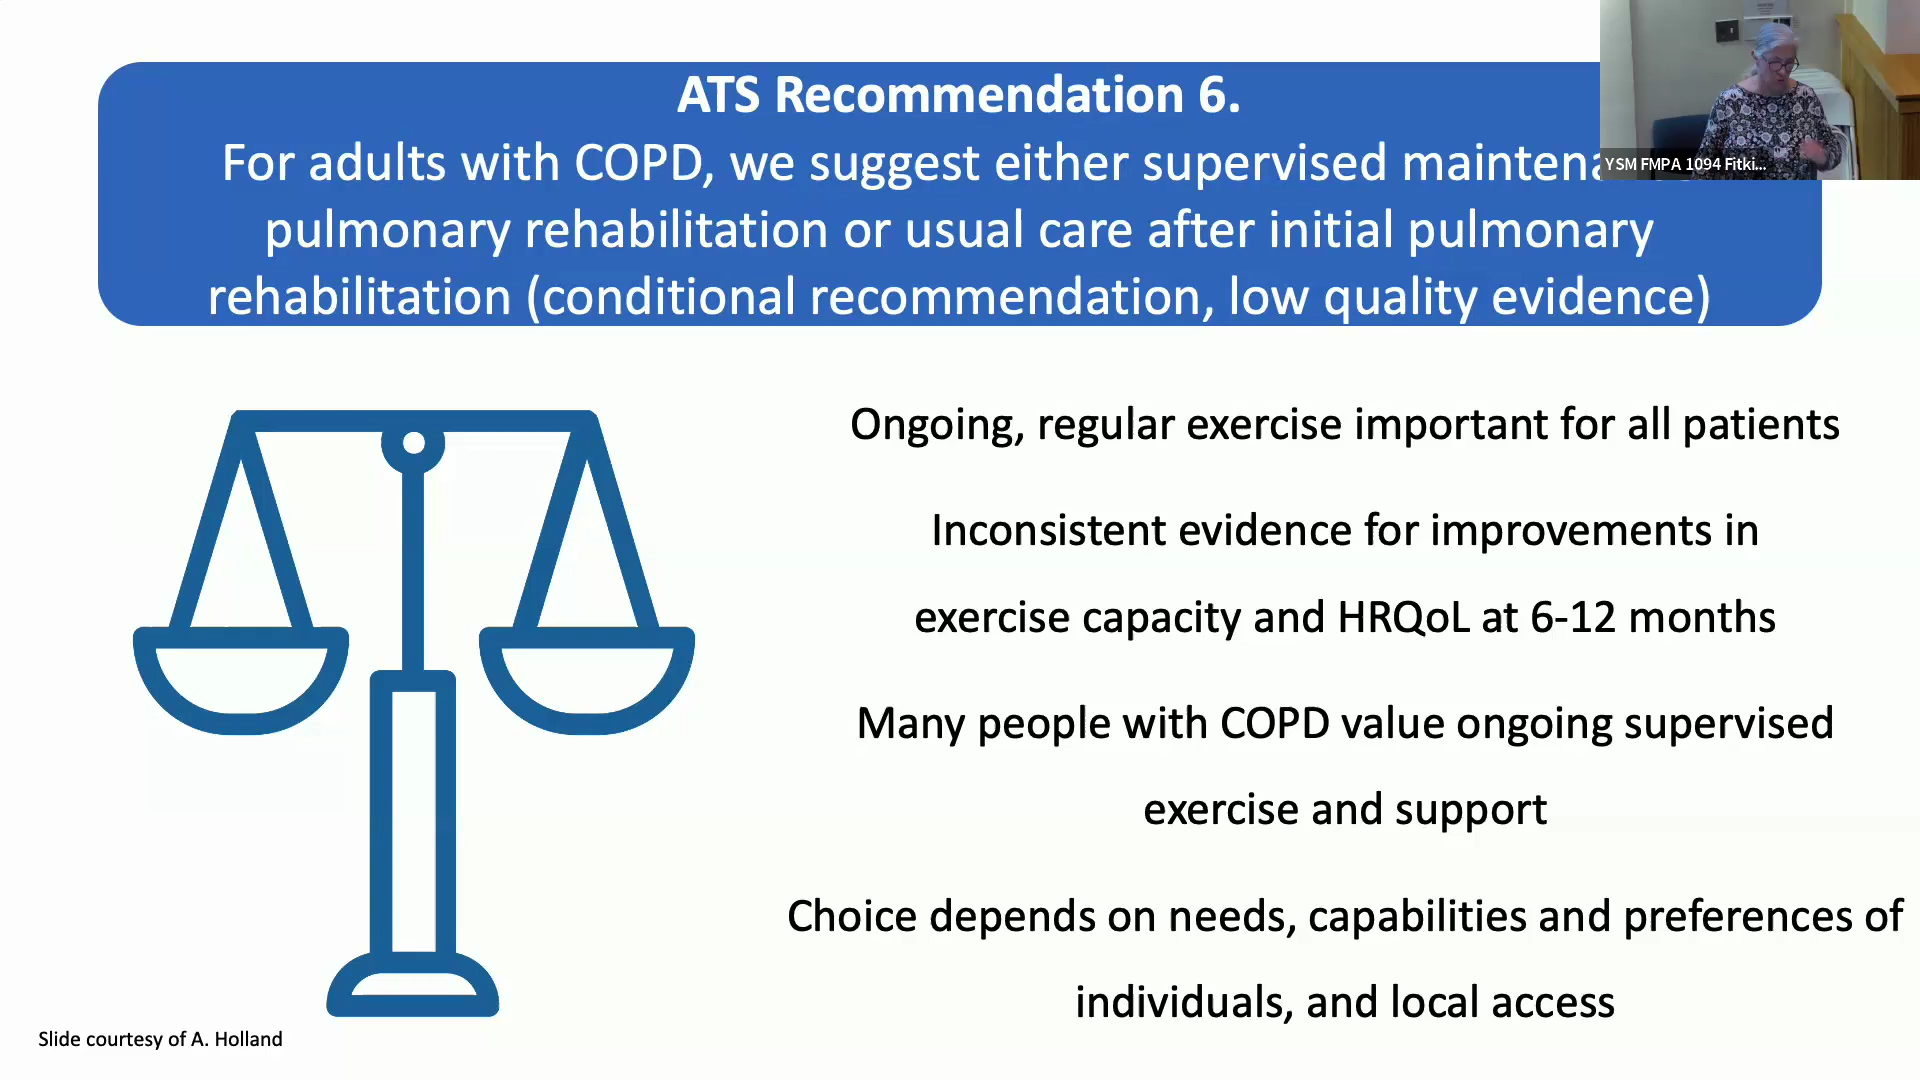 ATS Recommendation 6.
For adults with COPD, we suggest either supervised
pulmonary rehabilitation or usual care after initial pulmonary
rehabilitation (conditional recommendation, low quality evidence)
YSM FMPA 1094 Fitki...
Ongoing, regular exercise important for all patients
Inconsistent evidence for improvements in
exercise capacity and HRQoL at 6-12 months
Many people with COPD value ongoing supervised
exercise and support
Choice depends on needs, capabilities and preferences of
individuals, and local access
Slide courtesy of A. Holland